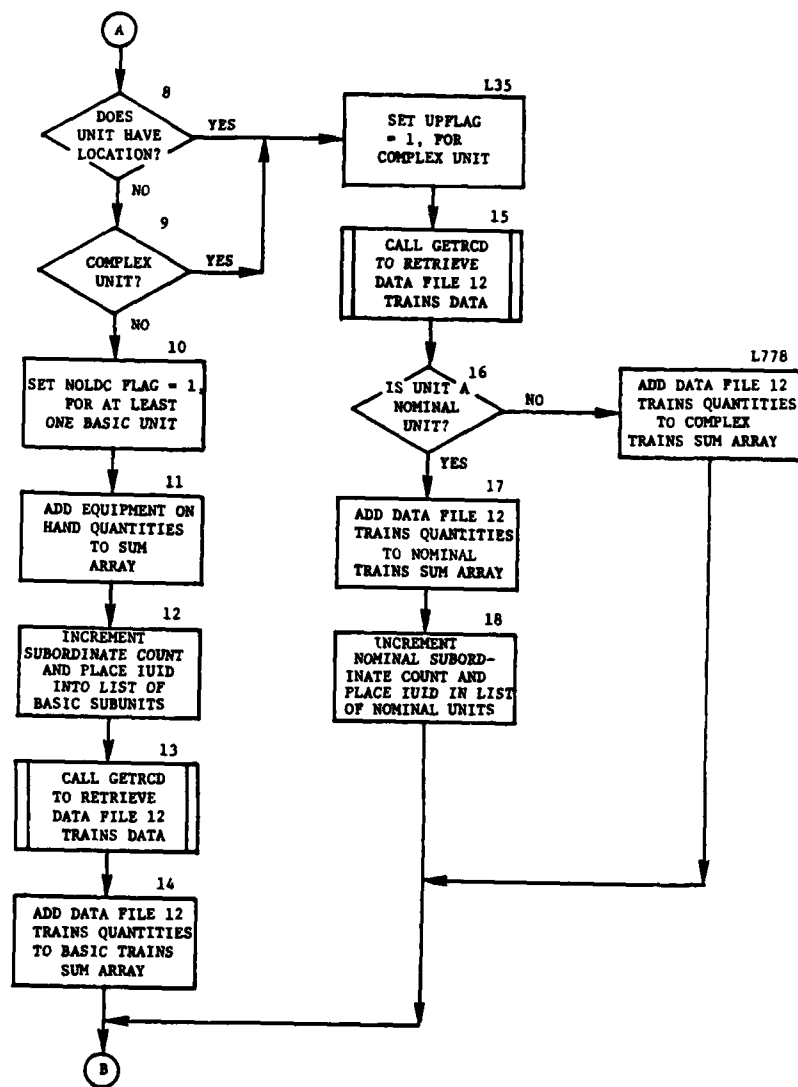 A
8
DOES
UNIT HAVE
LOCATION?
YES
NO
9
COMPLEX
UNIT?
YES
NO
10
SET NOLDC FLAG = 1,
FOR AT LEAST
ONE BASIC UNIT
11
ADD EQUIPMENT ON
HAND QUANTITIES
TO SUM
ARRAY
12
INCREMENT
SUBORDINATE COUNT
AND PLACE IUID
INTO LIST OF
BASIC SUBUNITS
13
CALL GETRCD
TO RETRIEVE
DATA FILE 12
TRAINS DATA
14
ADD DATA FILE 12
TRAINS QUANTITIES
TO BASIC TRAINS
SUM ARRAY
B
L35
SET UPFLAG
= 1, FOR
COMPLEX UNIT
15
CALL GETRCD
TO RETRIEVE
DATA FILE 12
TRAINS DATA
16
IS UNIT A
NOMINAL
UNIT?
NO
YES
17
ADD DATA FILE 12
TRAINS QUANTITIES
TO NOMINAL
TRAINS SUM ARRAY
18
INCREMENT
NOMINAL SUBORD-
INATE COUNT AND
PLACE IUID IN LIST
OF NOMINAL UNITS
L778
ADD DATA FILE 12
TRAINS QUANTITIES
TO COMPLEX
TRAINS SUM ARRAY